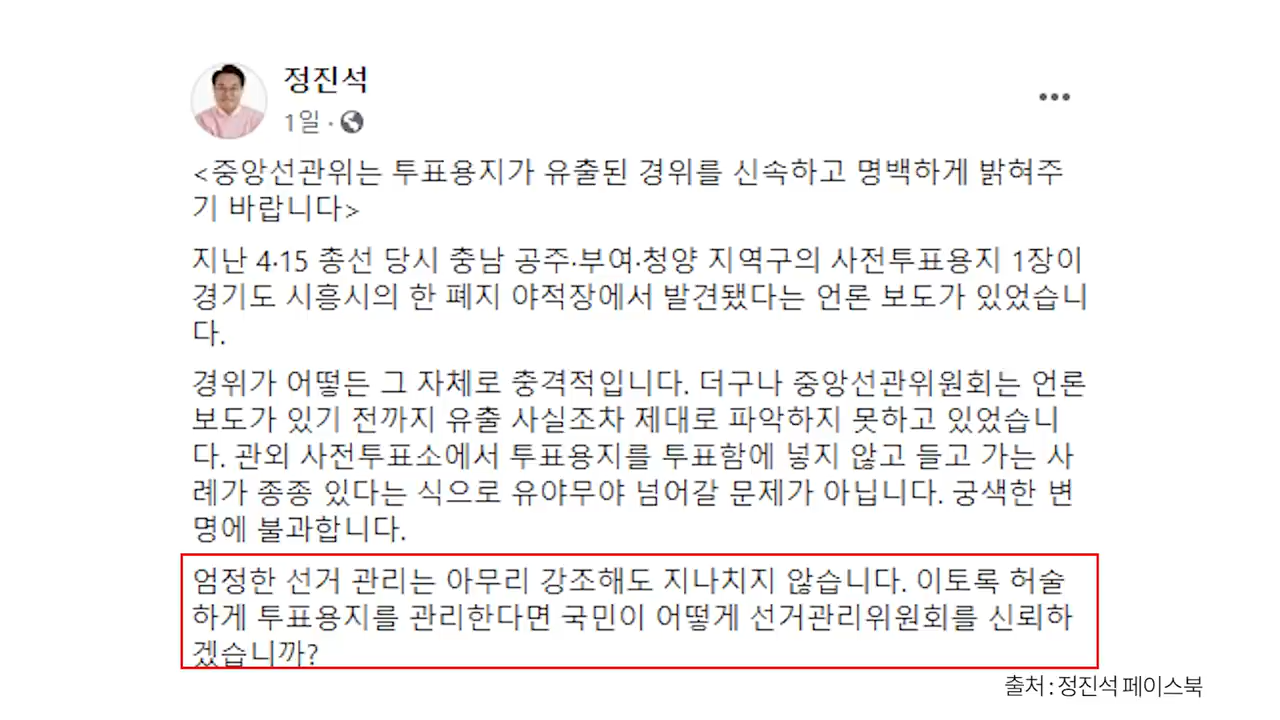 정진석
1일 ·
<중앙선관위는 투표용지가 유출된 경위를 신속하고 명백하게 밝혀주
기 바랍니다>
지난 4·15 총선 당시 충남 공주·부여·청양 지역구의 사전투표용지 1장이
경기도 시흥시의 한 폐지 야적장에서 발견됐다는 언론 보도가 있었습니
다.
경위가 어떻든 그 자체로 충격적입니다. 더구나 중앙선관위원회는 언론
보도가 있기 전까지 유출 사실조차 제대로 파악하지 못하고 있었습니
다. 관외 사전투표소에서 투표용지를 투표함에 넣지 않고 들고 가는 사
례가 종종 있다는 식으로 유야무야 넘어갈 문제가 아닙니다. 궁색한 변
명에 불과합니다.
엄정한 선거 관리는 아무리 강조해도 지나치지 않습니다. 이토록 허술
하게 투표용지를 관리한다면 국민이 어떻게 선거관리위원회를 신뢰하
겠습니까?
출처 : 정진석 페이스북